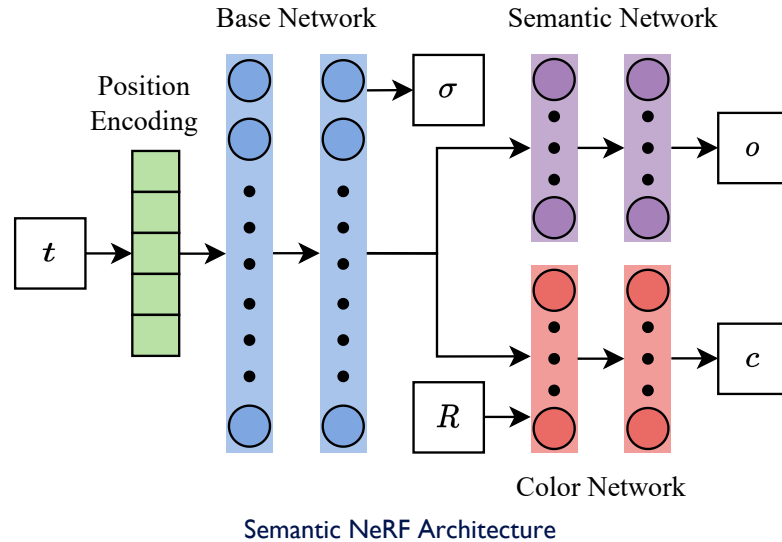 Base Network
Semantic Network
Position
Encoding
σ
t
o
R
c
Color Network
Semantic NeRF Architecture